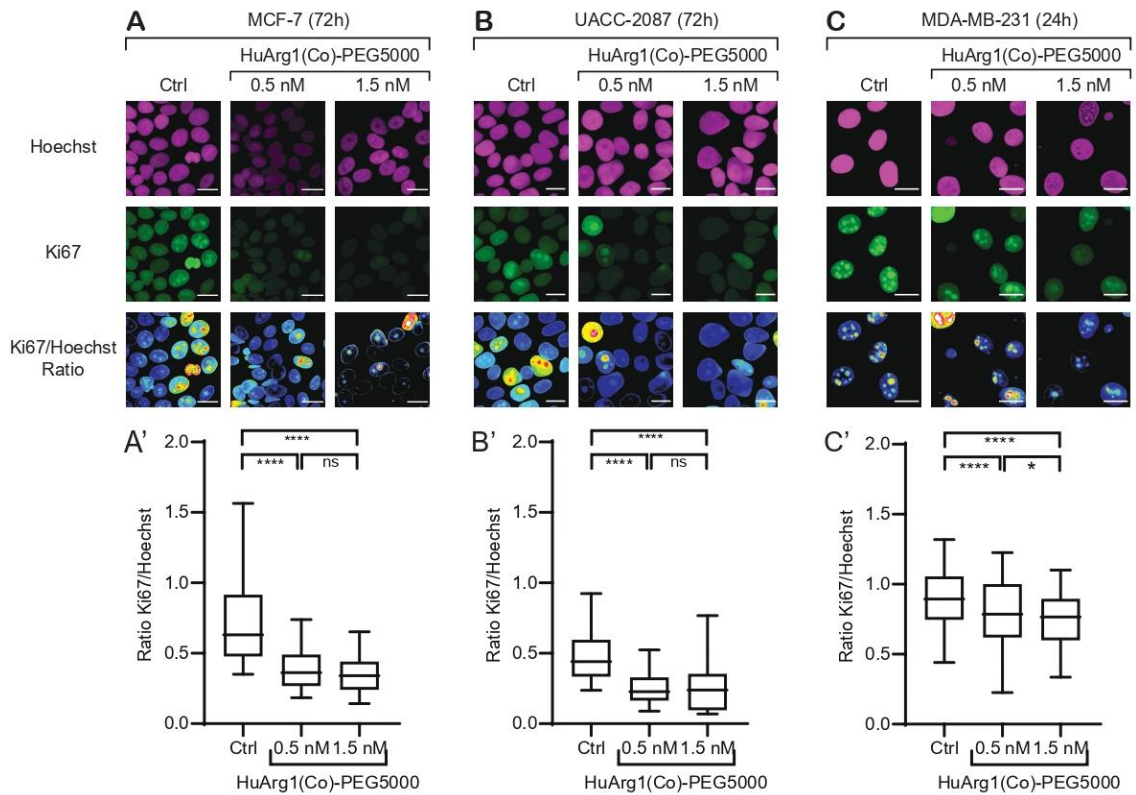 A MCF-7 (72h)
HuArg1(Co)-PEG5000
Ctrl 0.5 nM 1.5 nM
B UACC-2087 (72h)
HuArg1(Co)-PEG5000
Ctrl 0.5 nM 1.5 nM
C MDA-MB-231 (24h)
HuArg1(Co)-PEG5000
Ctrl 0.5 nM 1.5 nM
Hoechst
Ki67
Ki67/Hoechst
Ratio
A'
Ratio Ki67/Hoechst
2.0
1.5
1.0
0.5
0.0
****
**** ns
Ctrl 0.5 nM 1.5 nM
HuArg1(Co)-PEG5000
B'
Ratio Ki67/Hoechst
2.0
1.5
1.0
0.5
0.0
****
**** ns
Ctrl 0.5 nM 1.5 nM
HuArg1(Co)-PEG5000
C'
Ratio Ki67/Hoechst
2.0
1.5
1.0
0.5
0.0
****
**** *
Ctrl 0.5 nM 1.5 nM
HuArg1(Co)-PEG5000